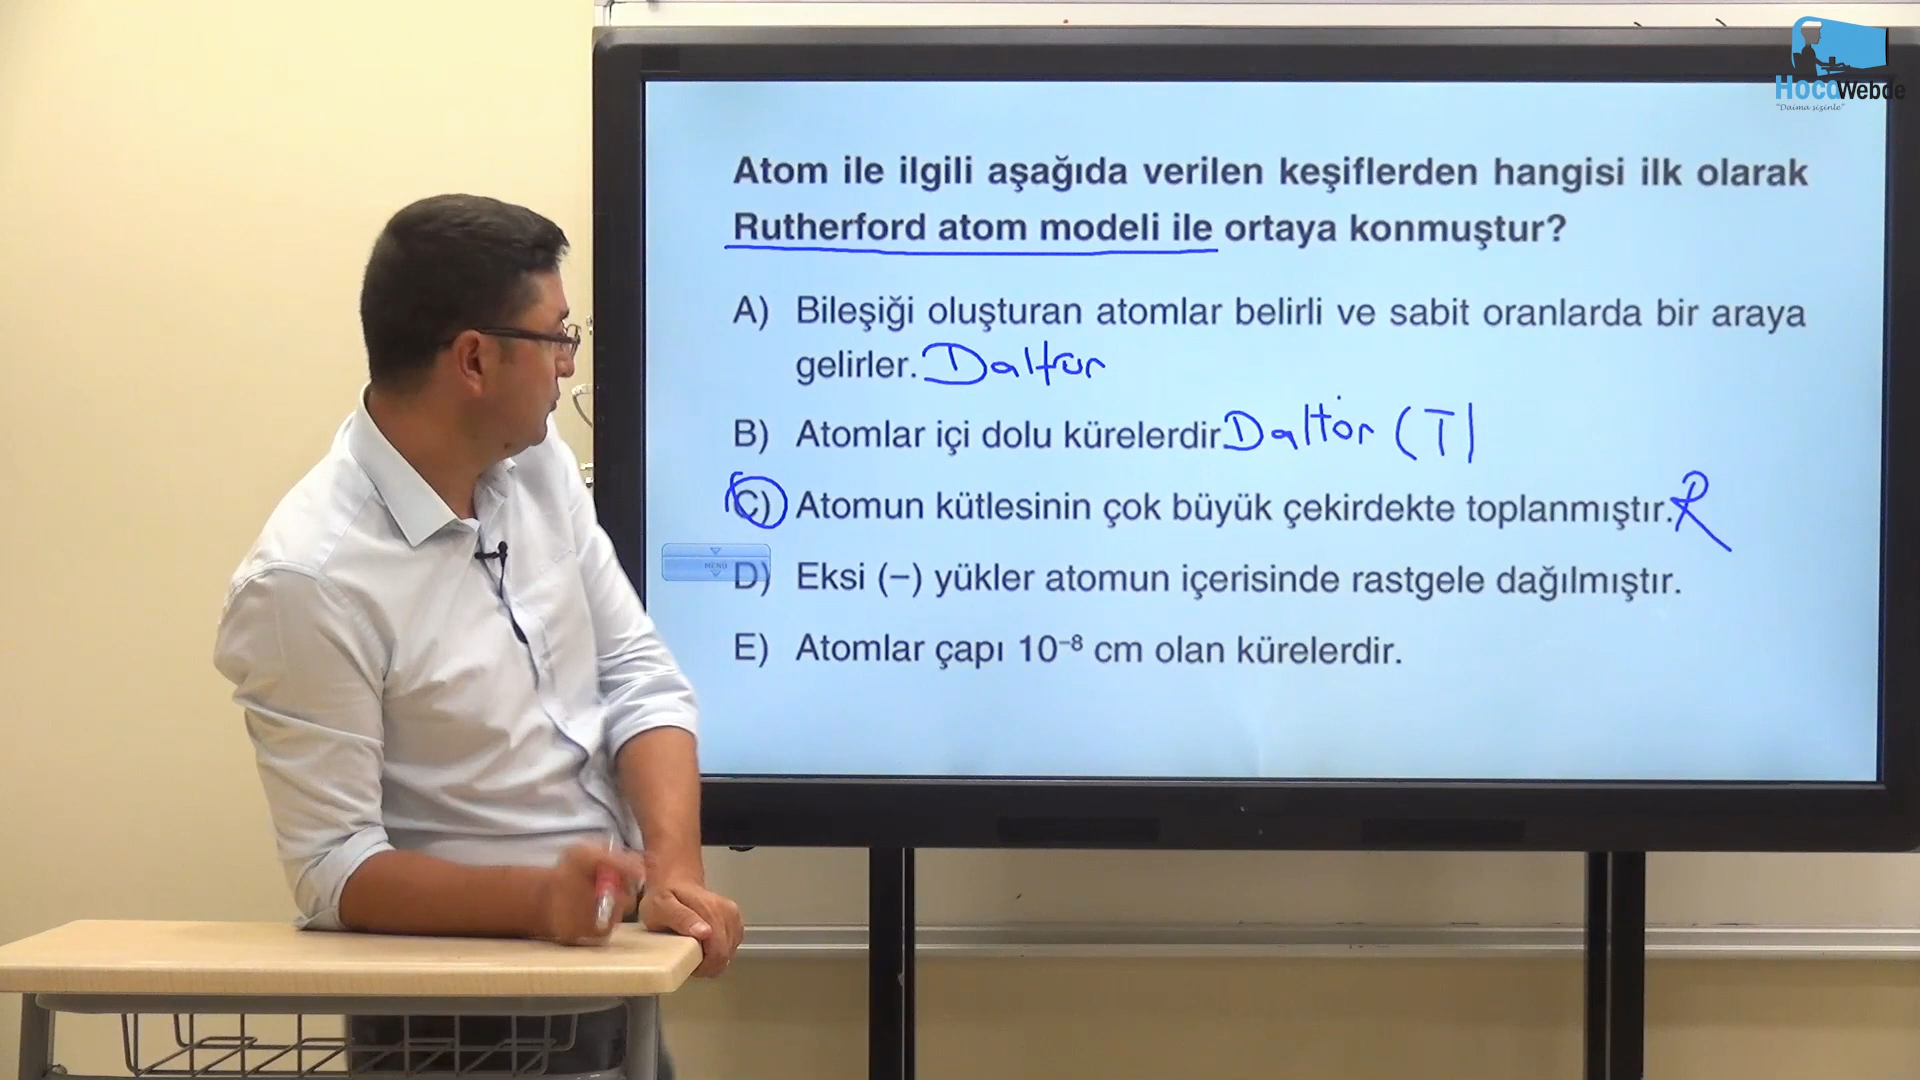 HocaWebde
"Daima sizinle"
Atom ile ilgili aşağıda verilen keşiflerden hangisi ilk olarak
Rutherford atom modeli ile ortaya konmuştur?
A) Bileşiği oluşturan atomlar belirli ve sabit oranlarda bir araya
gelirler. Dalton
B) Atomlar içi dolu kürelerdir Dalton (T)
C) Atomun kütlesinin çok büyük çekirdekte toplanmıştır. R
MENÜ
D) Eksi (–) yükler atomun içerisinde rastgele dağılmıştır.
E) Atomlar çapı 10⁻⁸ cm olan kürelerdir.